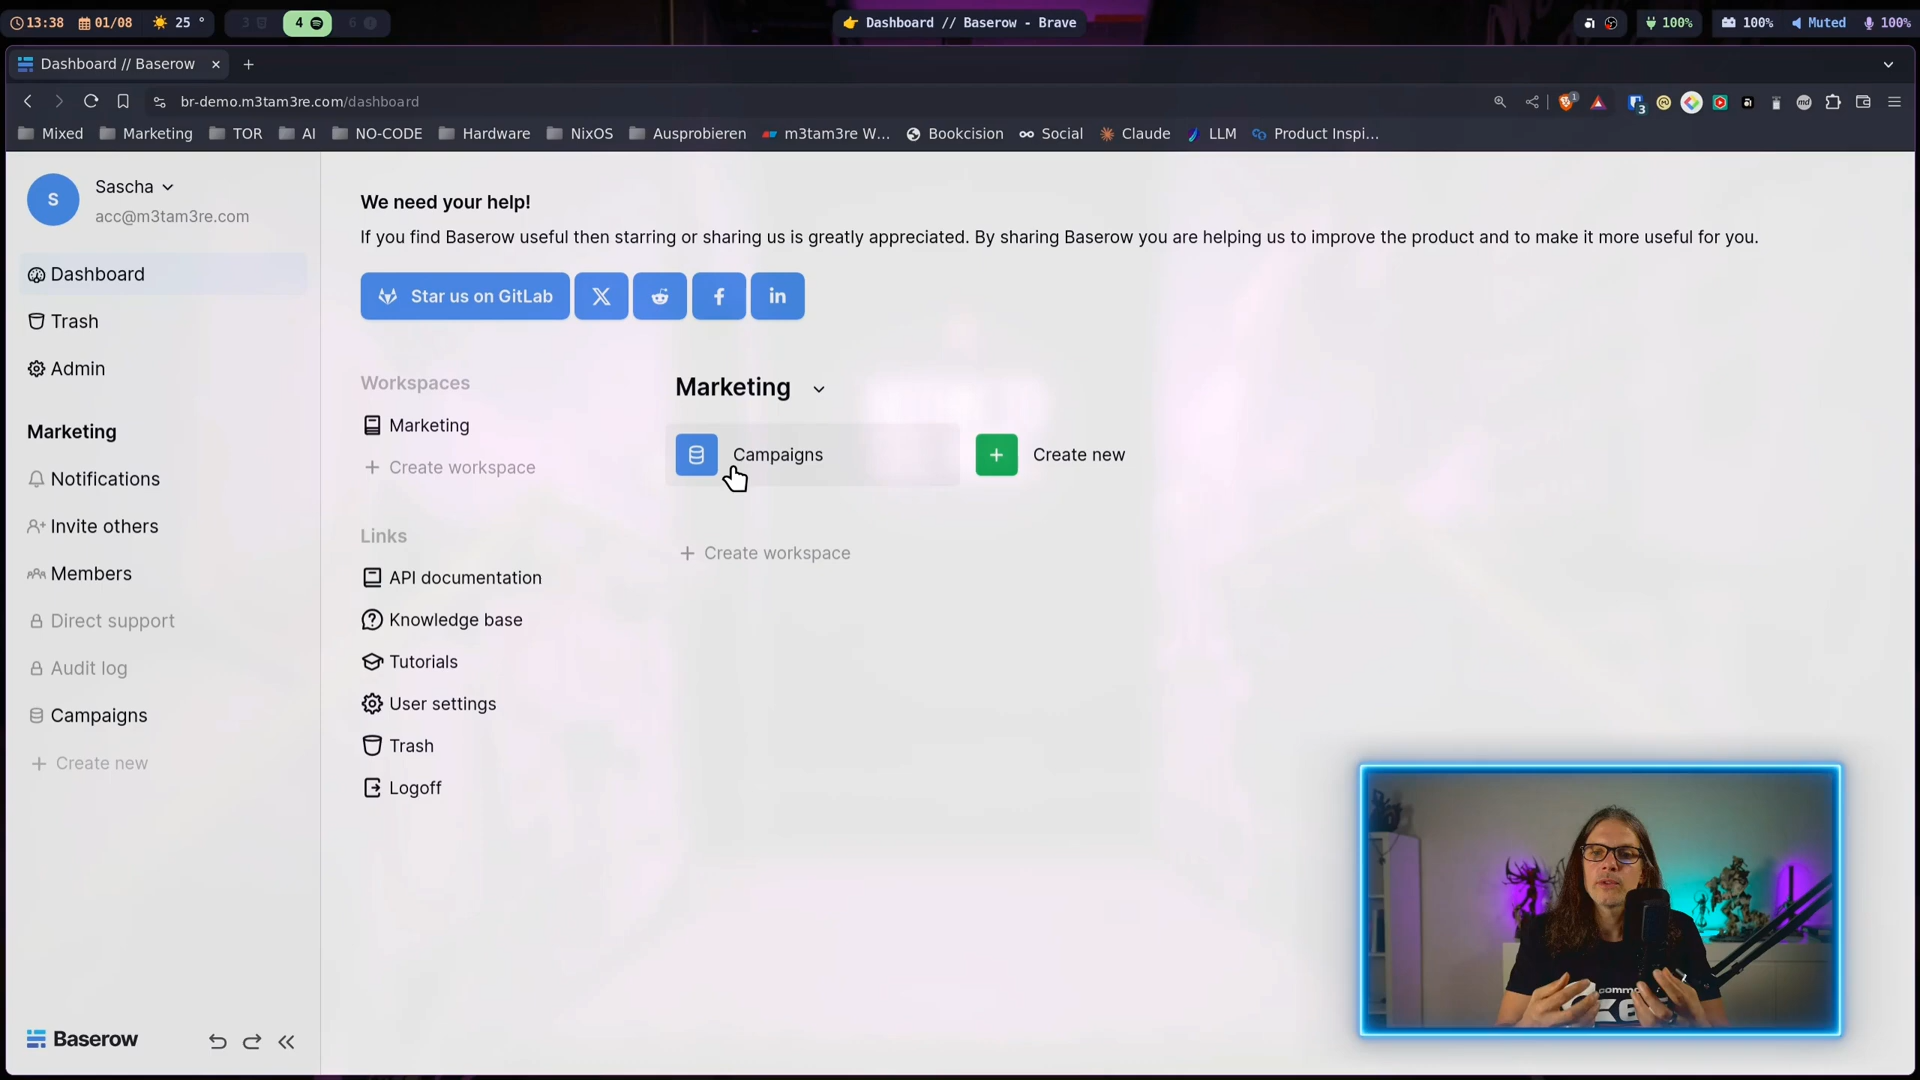 13:38 01/08 25 ° 3 4 6 👉 Dashboard // Baserow - Brave 100% 100% Muted 100%
Dashboard // Baserow
br-demo.m3tam3re.com/dashboard 1 3 md
Mixed Marketing TOR AI NO-CODE Hardware NixOS Ausprobieren m3tam3re W... Bookcision Social Claude LLM Product Inspi...
S
Sascha
acc@m3tam3re.com
Dashboard
Trash
Admin
Marketing
Notifications
Invite others
Members
Direct support
Audit log
Campaigns
Create new
Baserow
We need your help!
If you find Baserow useful then starring or sharing us is greatly appreciated. By sharing Baserow you are helping us to improve the product and to make it more useful for you.
Star us on GitLab
Workspaces
Marketing
Create workspace
Links
API documentation
Knowledge base
Tutorials
User settings
Trash
Logoff
Marketing
Campaigns
Create new
Create workspace